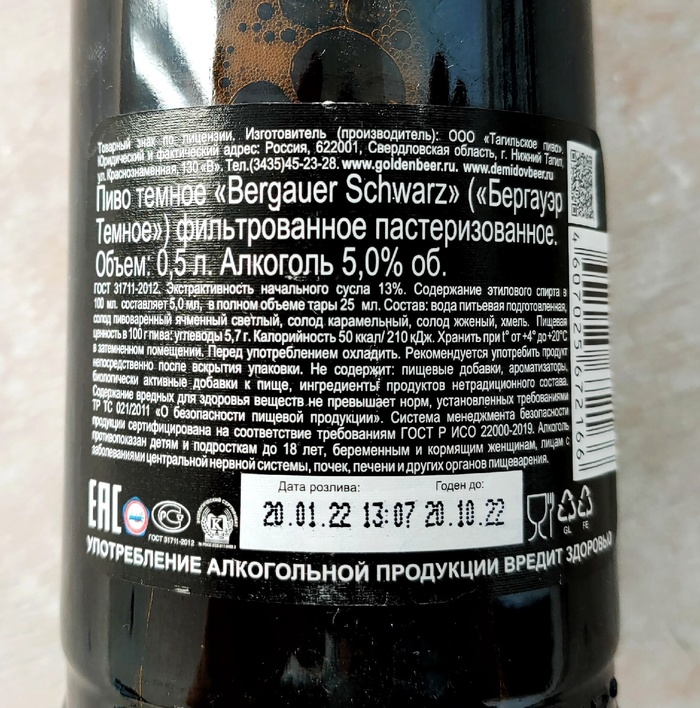 Товарный знак по лицензии. Изготовитель (производитель): ООО «Тагильское пиво».
Юридический и фактический адрес: Россия, 622001, Свердловская область, г. Нижний Тагил,
ул. Краснознаменная, 130 «В». Тел.(3435)45-23-28. www.goldenbeer.ru. www.demidovbeer.ru
Пиво темное «Bergauer Schwarz» («Бергауэр
Темное») фильтрованное пастеризованное.
Объем: 0,5 л. Алкоголь 5,0% об.
ГОСТ 31711-2012. Экстрактивность начального сусла 13%. Содержание этилового спирта в
100 мл. составляет 5,0 мл, в полном объеме тары 25 мл. Состав: вода питьевая подготовленная,
солод пивоваренный ячменный светлый, солод карамельный, солод жженый, хмель. Пищевая
ценность в 100 г пива: углеводы 5,7 г. Калорийность 50 ккал/ 210 кДж. Хранить при t° от +4° до +20°С
в затемненном помещении. Перед употреблением охладить. Рекомендуется употребить продукт
непосредственно после вскрытия упаковки. Не содержит: пищевые добавки, ароматизаторы,
биологически активные добавки к пище, ингредиенты продуктов нетрадиционного состава.
Содержание вредных для здоровья веществ не превышает норм, установленных требованиями
ТР ТС 021/2011 «О безопасности пищевой продукции». Система менеджмента безопасности
продукции сертифицирована на соответствие требованиям ГОСТ Р ИСО 22000-2019. Алкоголь
противопоказан детям и подросткам до 18 лет, беременным и кормящим женщинам, лицам с
заболеваниями центральной нервной системы, почек, печени и других органов пищеварения.
4 607025 672166
Дата розлива: Годен до:
20.01.22 13:07 20.10.22
EAC
РСТ
ГОСТ 31711-2012
K
GL FE
УПОТРЕБЛЕНИЕ АЛКОГОЛЬНОЙ ПРОДУКЦИИ ВРЕДИТ ЗДОРОВЬЮ